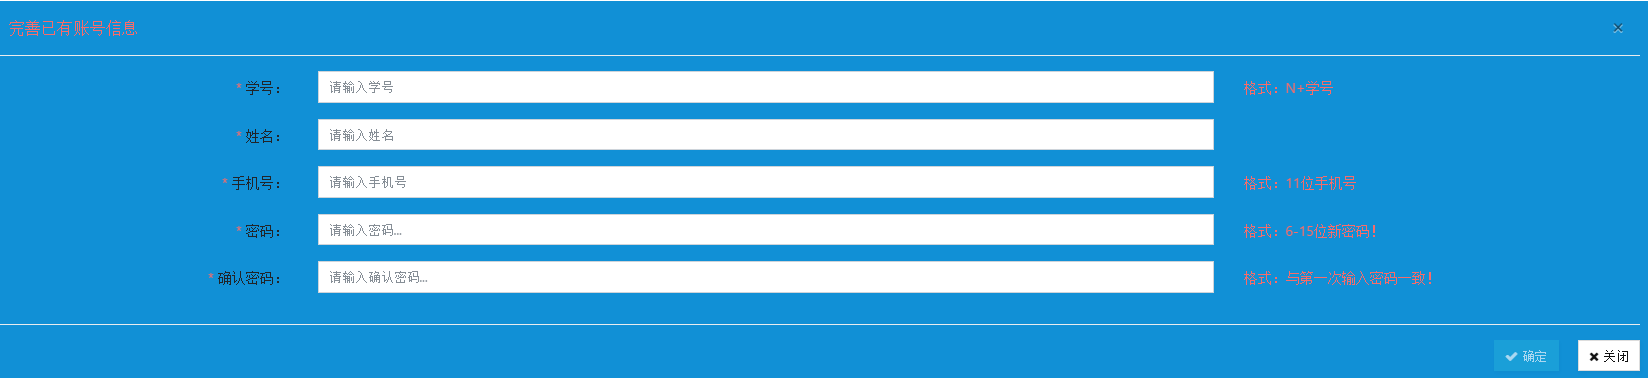 完善已有账号信息 ×
* 学号： 请输入学号 格式：N+学号
* 姓名： 请输入姓名
* 手机号： 请输入手机号 格式：11位手机号
* 密码： 请输入密码... 格式：6-15位新密码！
* 确认密码： 请输入确认密码... 格式：与第一次输入密码一致！
✔ 确定 ✖ 关闭